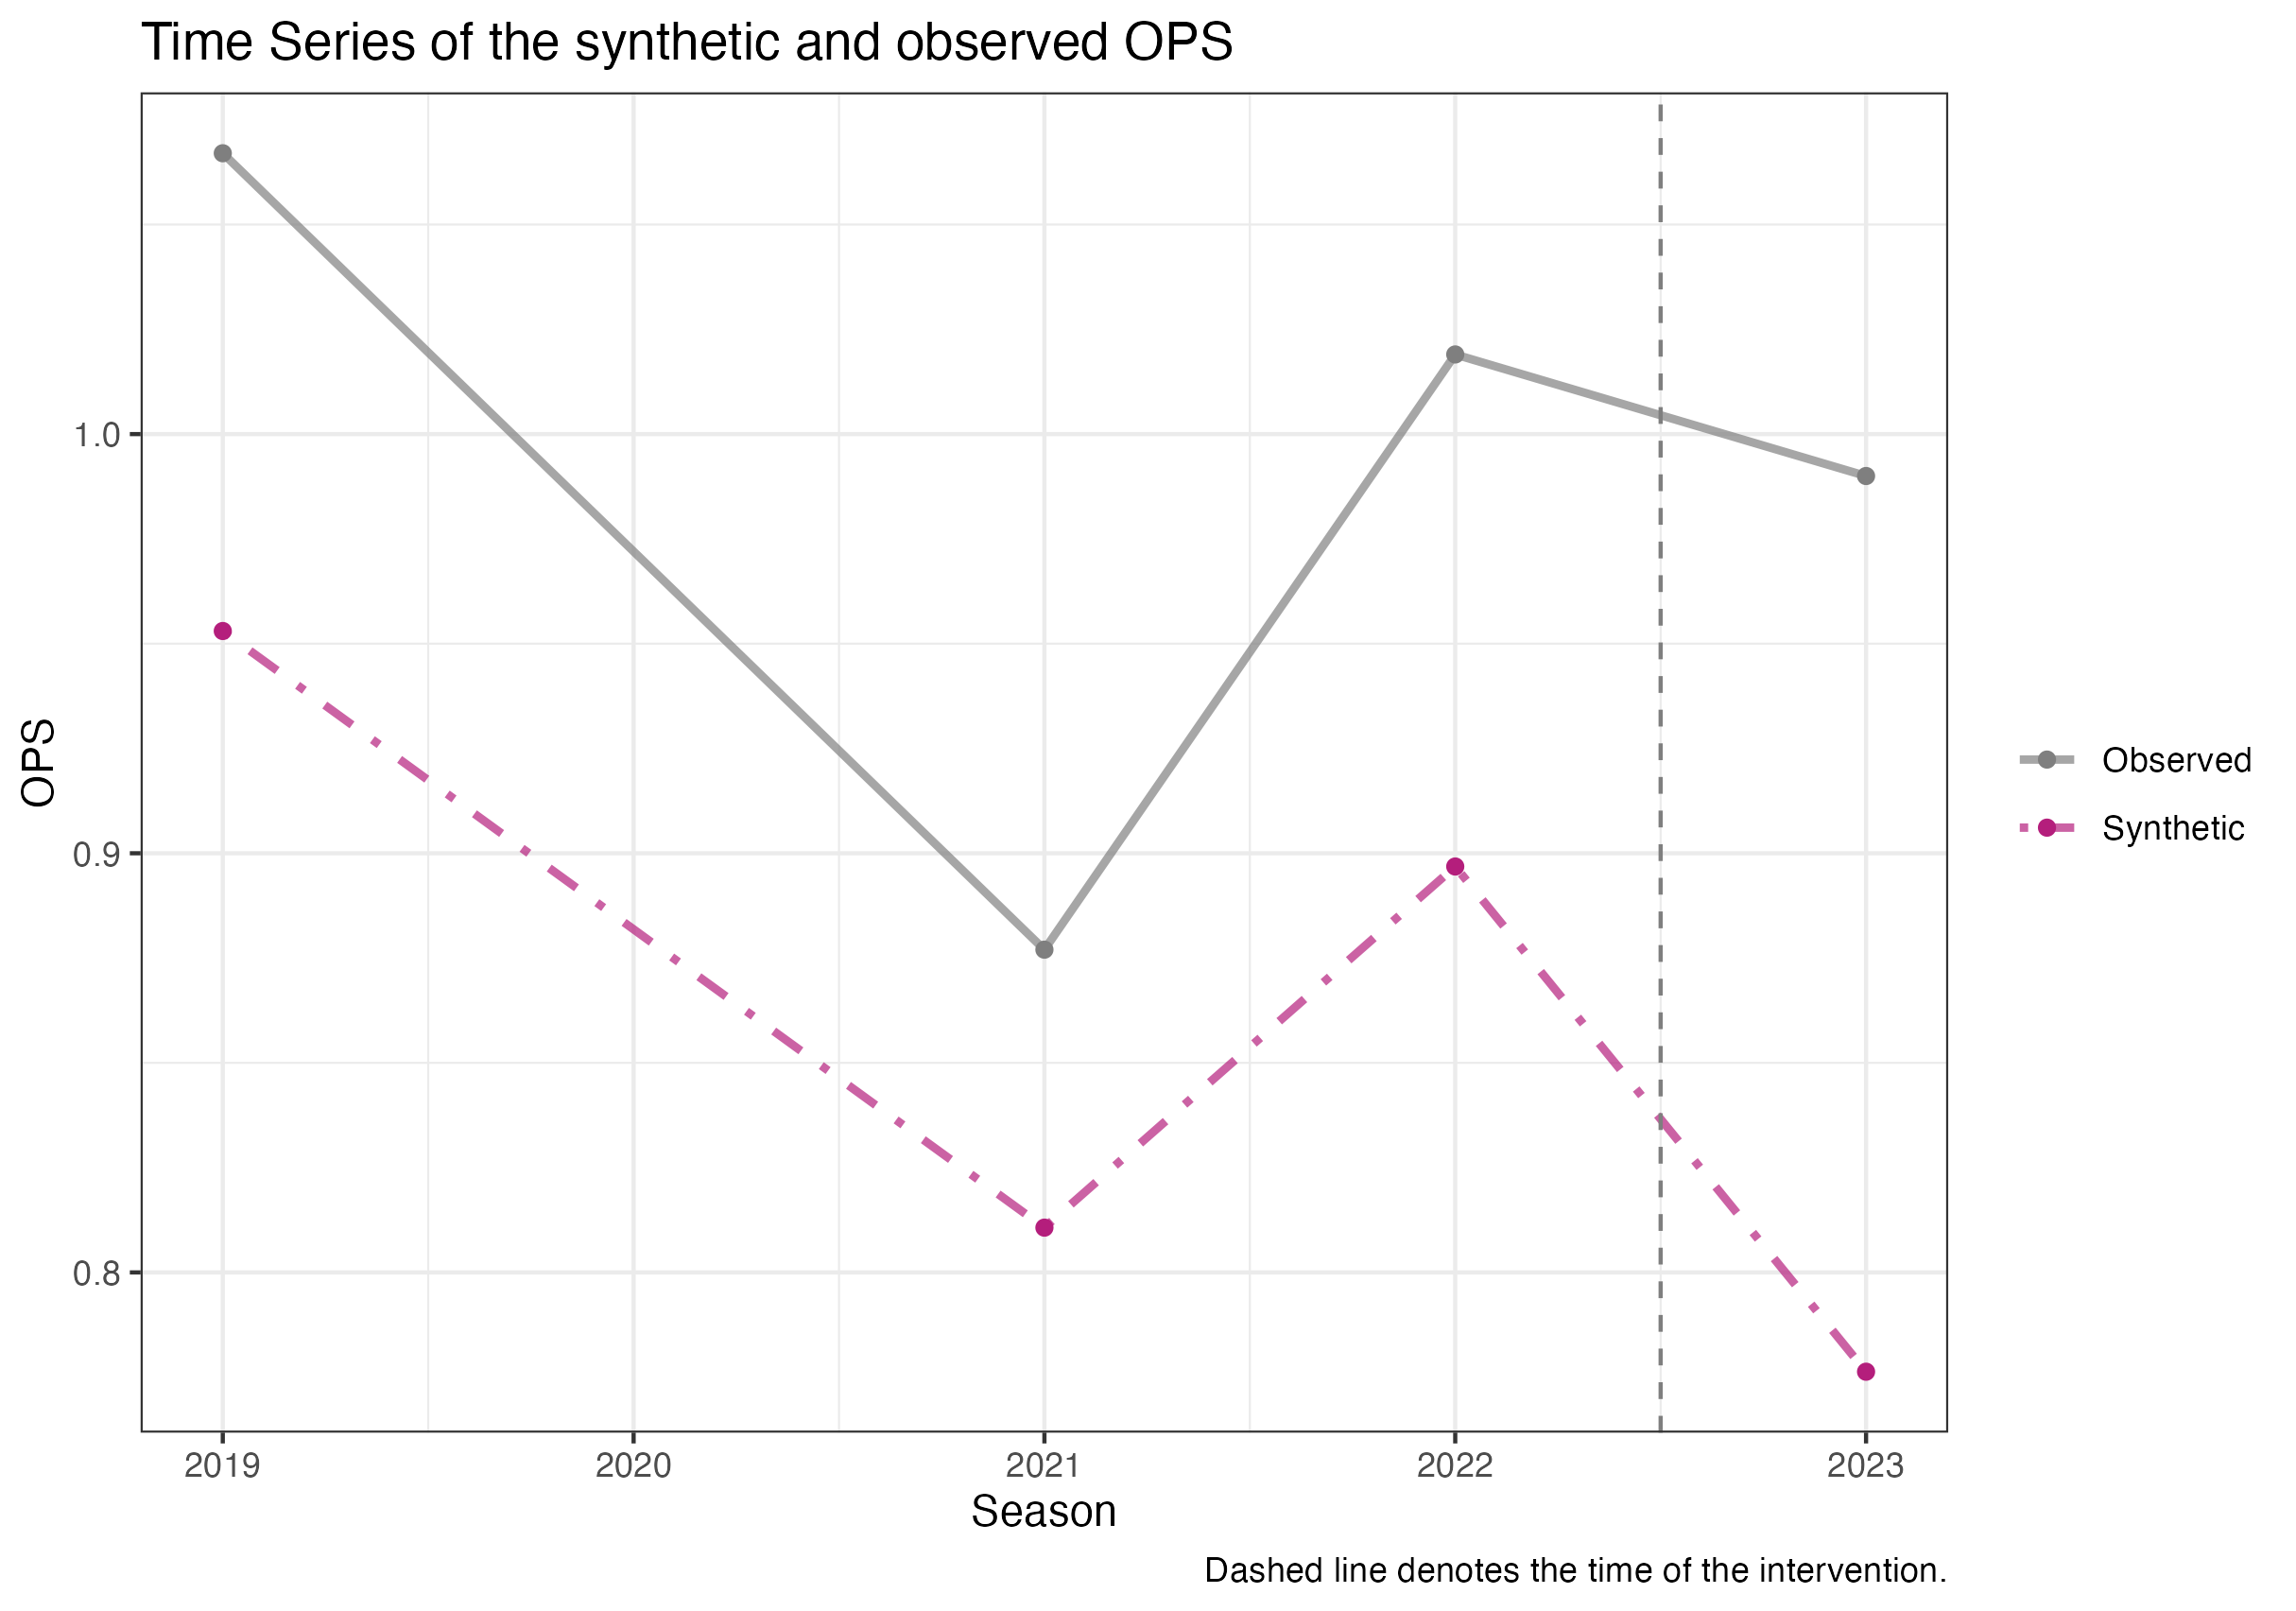 Time Series of the synthetic and observed OPS
OPS
1.0
0.9
0.8
2019 2020 2021 2022 2023
Season
Observed
Synthetic
Dashed line denotes the time of the intervention.